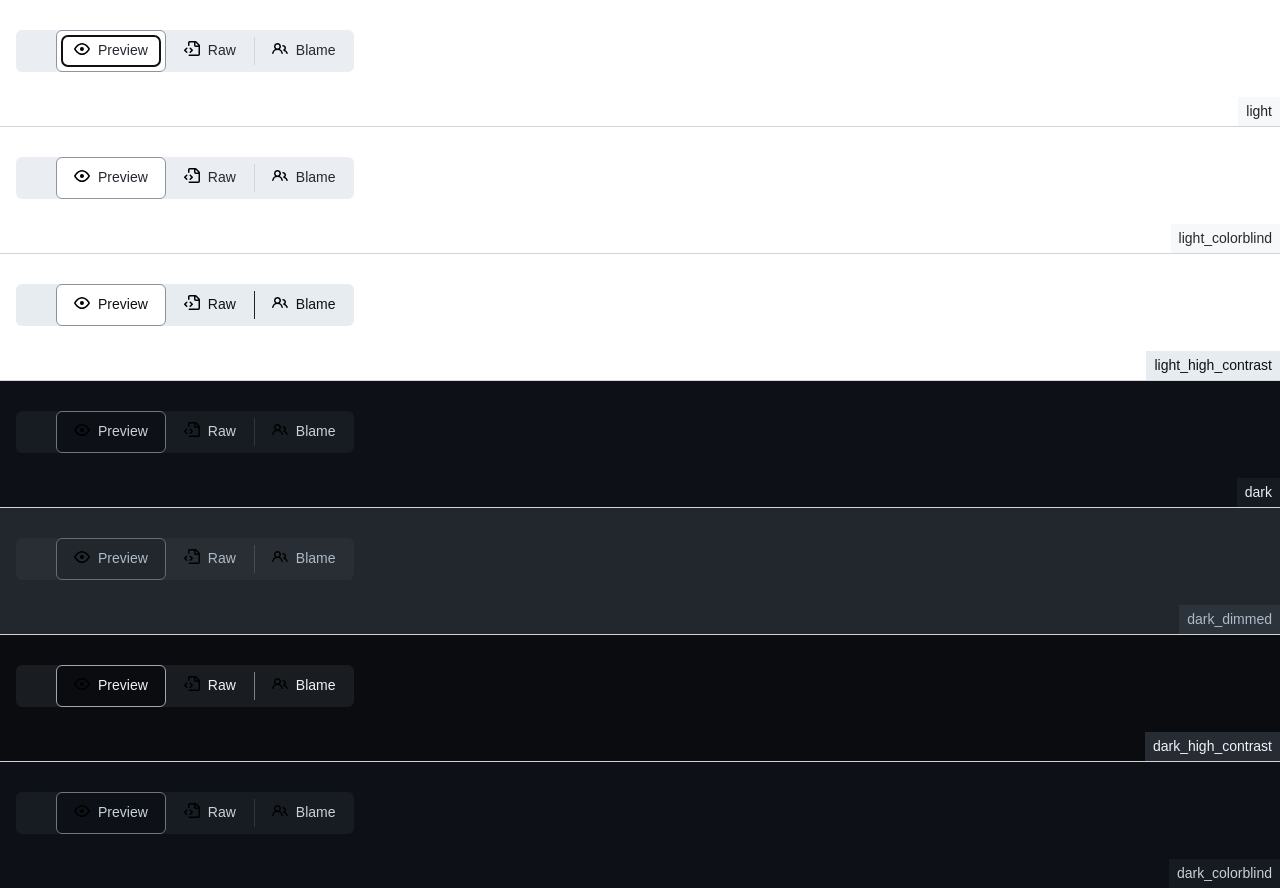 Preview Raw Blame
light
Preview Raw Blame
light_colorblind
Preview Raw Blame
light_high_contrast
Preview Raw Blame
dark
Preview Raw Blame
dark_dimmed
Preview Raw Blame
dark_high_contrast
Preview Raw Blame
dark_colorblind